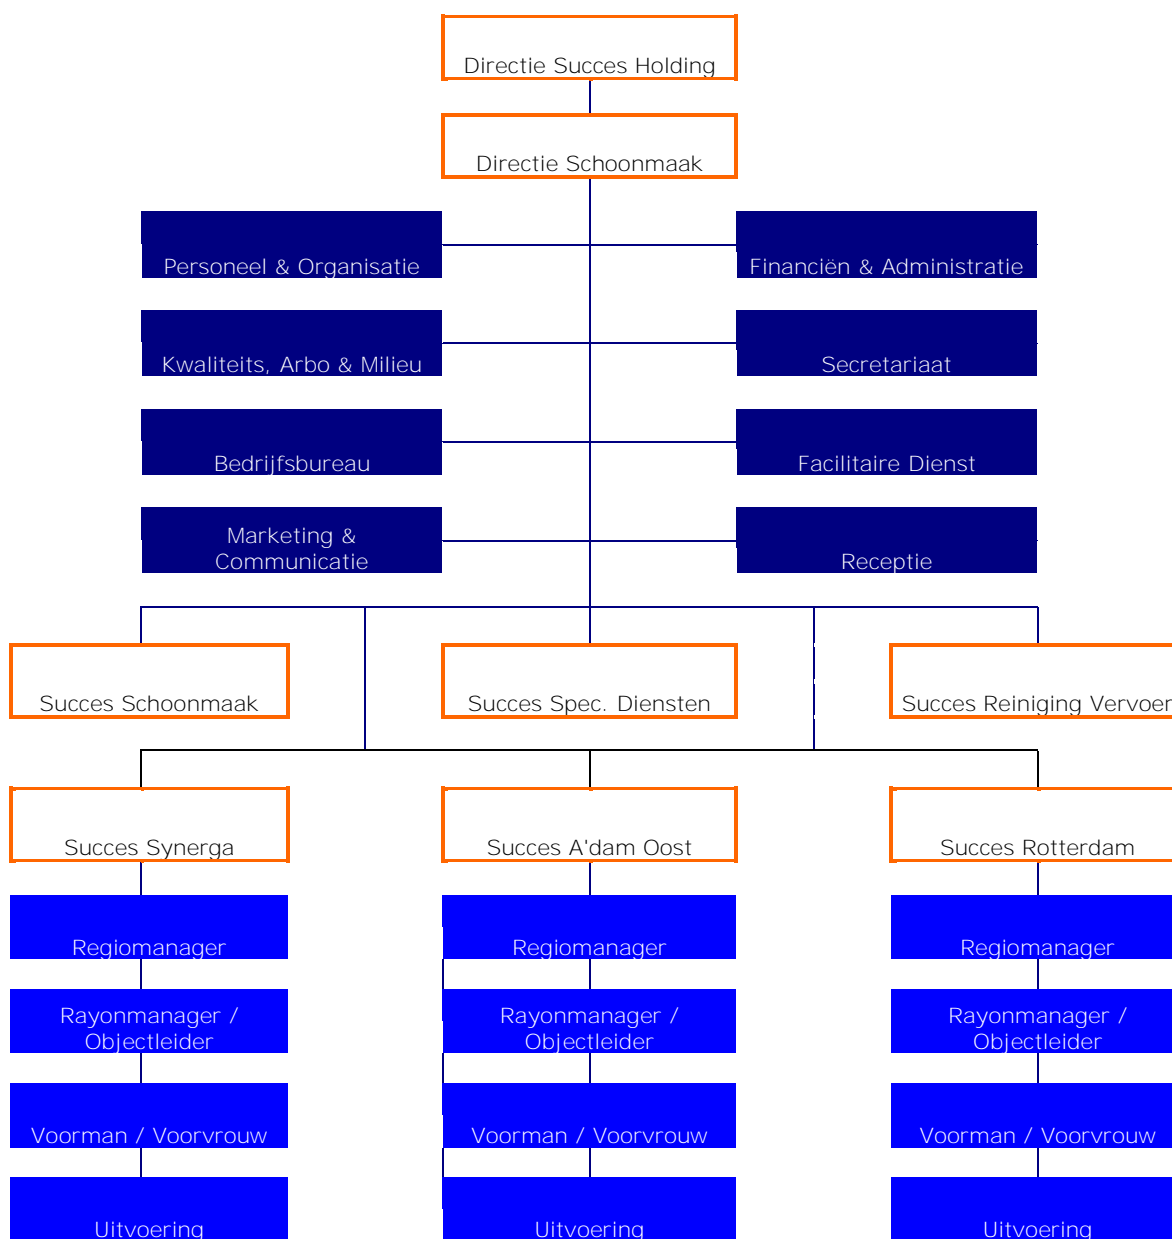 Directie Succes Holding
Directie Schoonmaak
Personeel & Organisatie
Financiën & Administratie
Kwaliteits, Arbo & Milieu
Secretariaat
Bedrijfsbureau
Facilitaire Dienst
Marketing &
Communicatie
Receptie
Succes Schoonmaak
Succes Spec. Diensten
Succes Reiniging Vervoer
Succes Synerga
Succes A'dam Oost
Succes Rotterdam
Regiomanager
Regiomanager
Regiomanager
Rayonmanager /
Objectleider
Rayonmanager /
Objectleider
Rayonmanager /
Objectleider
Voorman / Voorvrouw
Voorman / Voorvrouw
Voorman / Voorvrouw
Uitvoering
Uitvoering
Uitvoering